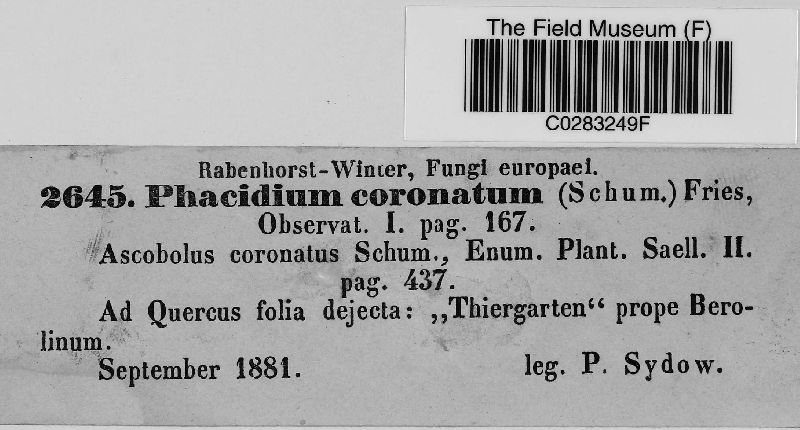 The Field Museum (F)
C0283249F
Rabenhorst-Winter, Fungi europaei.
2645. Phacidium coronatum (Schum.) Fries,
Observat. I. pag. 167.
Ascobolus coronatus Schum., Enum. Plant. Saell. II.
pag. 437.
Ad Quercus folia dejecta: „Thiergarten“ prope Bero-
linum.
September 1881. leg. P. Sydow.